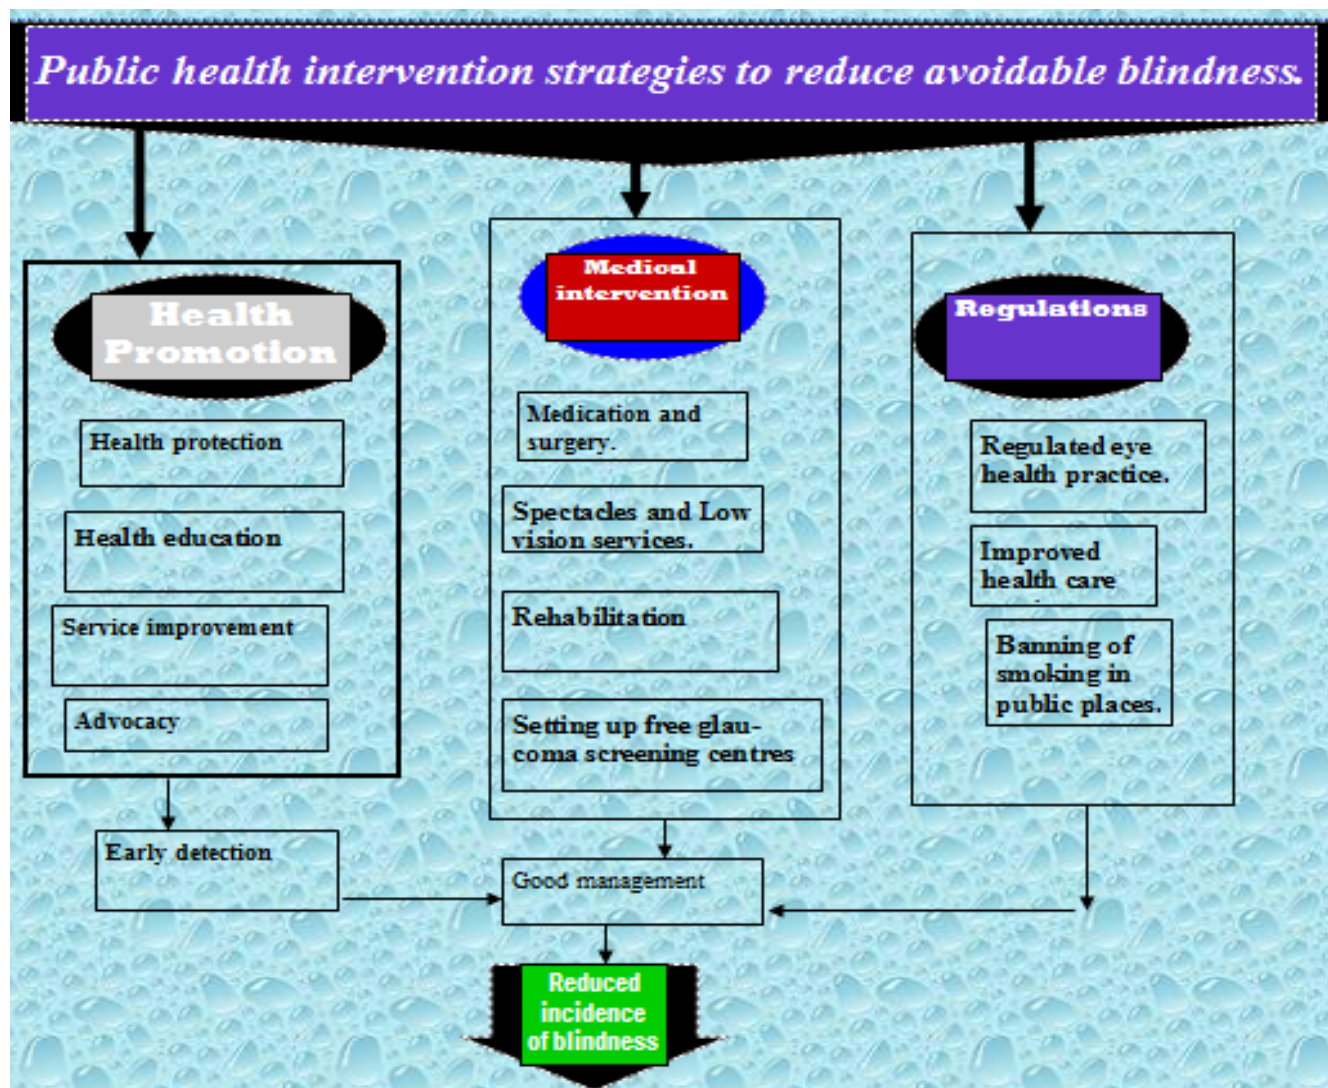 Public health intervention strategies to reduce avoidable blindness.
Health
Promotion
Health protection
Health education
Service improvement
Advocacy
Early detection
Medical
intervention
Medication and
surgery.
Spectacles and Low
vision services.
Rehabilitation
Setting up free glau-
coma screening centres
Good management
Regulations
Regulated eye
health practice.
Improved
health care
Banning of
smoking in
public places.
Reduced
incidence
of blindness